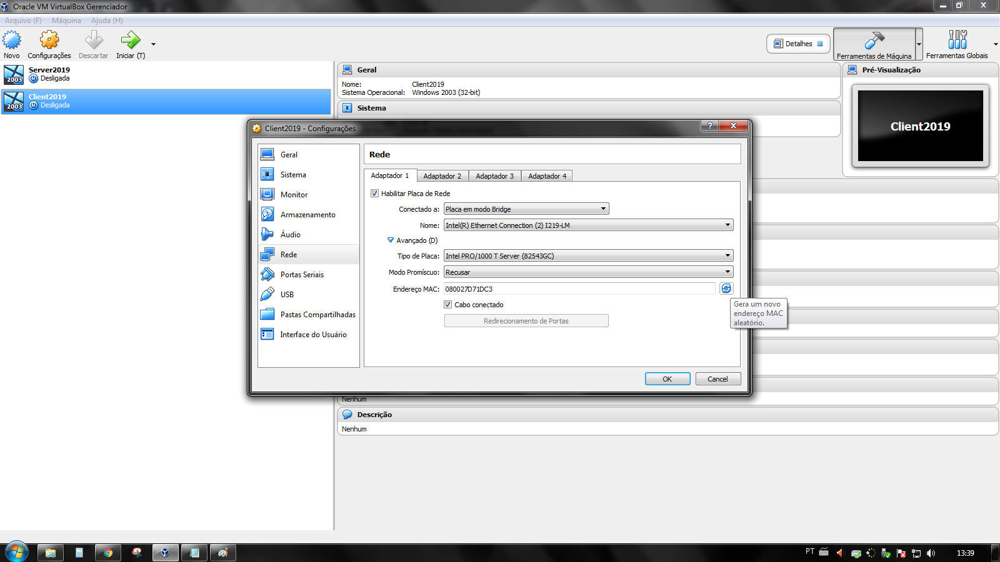 Oracle VM VirtualBox Gerenciador
Arquivo (F) Máquina Ajuda (H)
Novo Configurações Descartar Iniciar (T)
Detalhes
Ferramentas de Máquina
Ferramentas Globais
2003
Server2019
Desligada
2003
Client2019
Desligada
Geral
Nome: Client2019
Sistema Operacional: Windows 2003 (32-bit)
Sistema
Pré-Visualização
Client2019
Client2019 - Configurações
?
Geral
Sistema
Monitor
Armazenamento
Áudio
Rede
Portas Seriais
USB
Pastas Compartilhadas
Interface do Usuário
Rede
Adaptador 1 Adaptador 2 Adaptador 3 Adaptador 4
Habilitar Placa de Rede
Conectado a: Placa em modo Bridge
Nome: Intel(R) Ethernet Connection (2) I219-LM
Avançado (D)
Tipo de Placa: Intel PRO/1000 T Server (82543GC)
Modo Promíscuo: Recusar
Endereço MAC: 080027D71DC3
Cabo conectado
Redirecionamento de Portas
Gera um novo
endereço MAC
aleatório.
OK Cancel
Nenhum
Descrição
Nenhum
PT
13:39